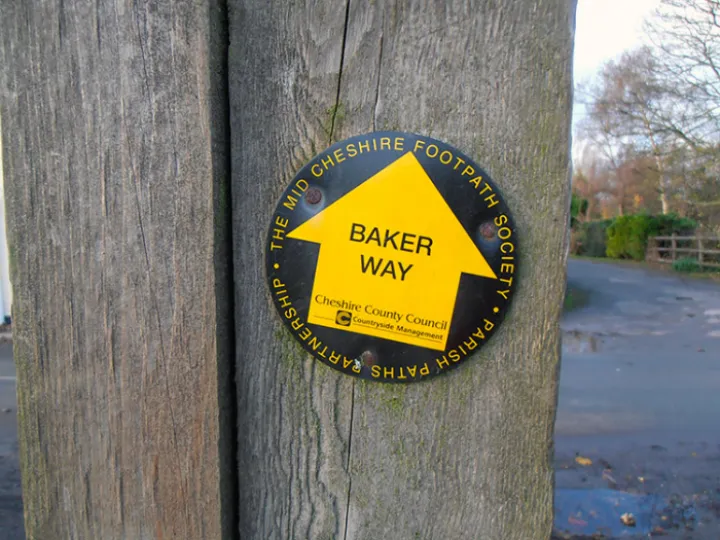 THE MID CHESHIRE FOOTPATH SOCIETY •
PARISH PATHS PARTNERSHIP •
BAKER
WAY
Cheshire County Council
C Countryside Management